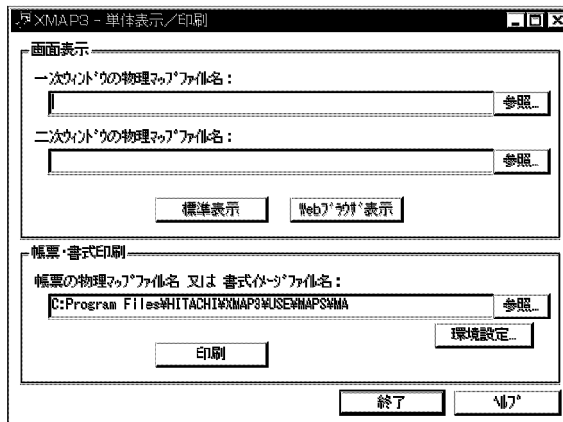 XMAP3 - 単体表示／印刷
画面表示
一次ｳｨﾝﾄﾞｳの物理ﾏｯﾌﾟﾌｧｲﾙ名：
参照...
二次ｳｨﾝﾄﾞｳの物理ﾏｯﾌﾟﾌｧｲﾙ名：
参照...
標準表示 Webﾌﾞﾗｳｻﾞ表示
帳票・書式印刷
帳票の物理ﾏｯﾌﾟﾌｧｲﾙ名 又は 書式ｲﾒｰｼﾞﾌｧｲﾙ名：
C:Program Files¥HITACHI¥XMAP3¥USE¥MAPS¥MA 参照...
環境設定...
印刷
終了 ﾍﾙﾌﾟ